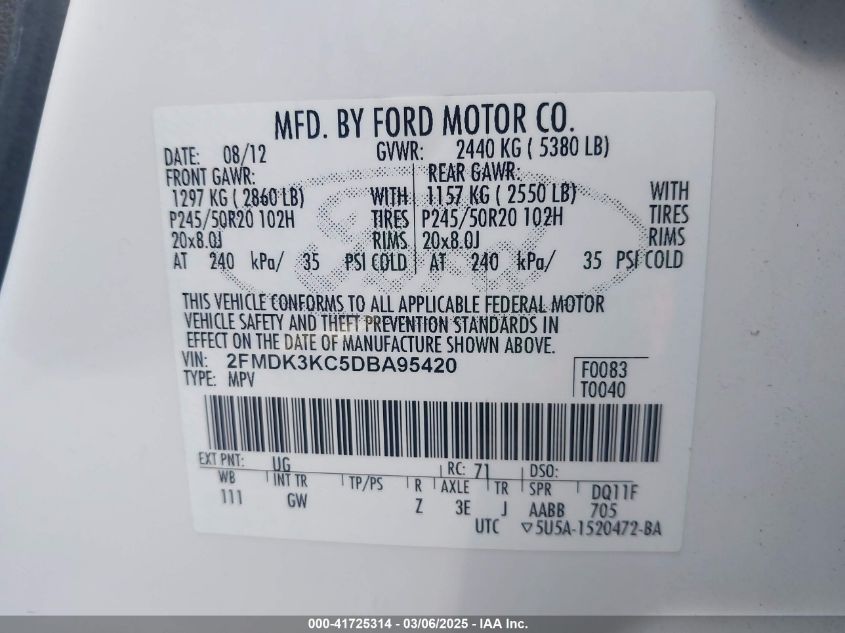 MFD. BY FORD MOTOR CO.
DATE: 08/12 GVWR: 2440 KG ( 5380 LB)
FRONT GAWR: REAR GAWR:
1297 KG ( 2860 LB) WITH 1157 KG ( 2550 LB) WITH
P245/50R20 102H TIRES P245/50R20 102H TIRES
20x8.0J RIMS 20x8.0J RIMS
AT 240 kPa/ 35 PSI COLD AT 240 kPa/ 35 PSI COLD
THIS VEHICLE CONFORMS TO ALL APPLICABLE FEDERAL MOTOR
VEHICLE SAFETY AND THEFT PREVENTION STANDARDS IN
EFFECT ON THE DATE OF MANUFACTURE SHOWN ABOVE.
VIN: 2FMDK3KC5DBA95420
TYPE: MPV
F0083
T0040
EXT PNT: UG RC: 71 DSO:
WB INT TR TP/PS R AXLE TR SPR DQ11F
111 GW Z 3E J AABB 705
UTC ▽5U5A-1520472-BA
000-41725314 - 03/06/2025 - IAA Inc.